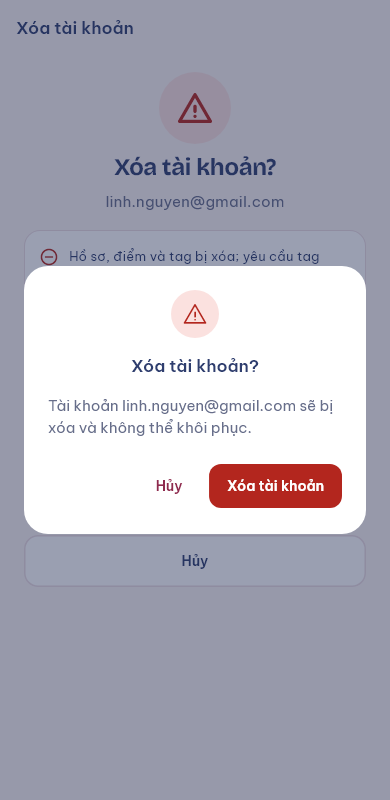 Xóa tài khoản
Xóa tài khoản?
linh.nguyen@gmail.com
Hồ sơ, điểm và tag bị xóa; yêu cầu tag
Xóa tài khoản?
Tài khoản linh.nguyen@gmail.com sẽ bị
xóa và không thể khôi phục.
Hủy
Xóa tài khoản
Hủy